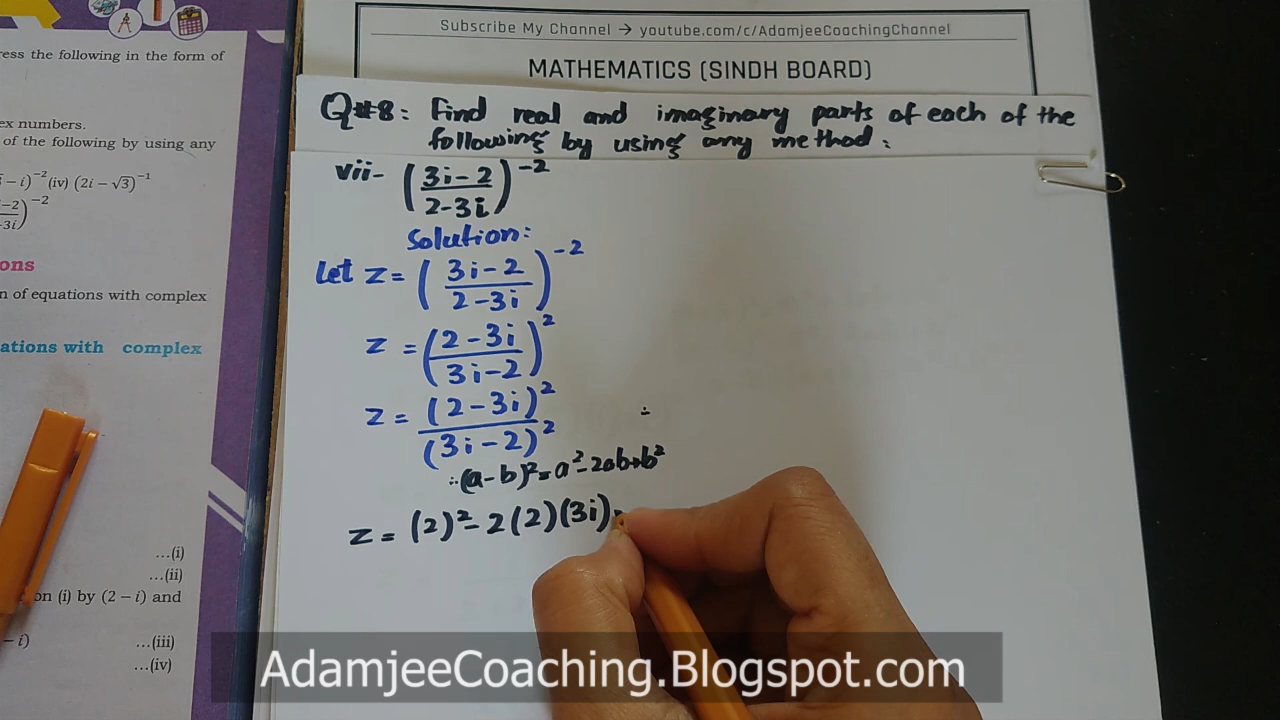 Subscribe My Channel → youtube.com/c/AdamjeeCoachingChannel
MATHEMATICS (SINDH BOARD)
Q#8: Find real and imaginary parts of each of the
following by using any method:
vii- ((3i-2)/(2-3i))^-2
Solution:
Let z = ((3i-2)/(2-3i))^-2
z = ((2-3i)/(3i-2))^2
z = (2-3i)^2/(3i-2)^2
∴
∴(a-b)^2=a^2-2ab+b^2
z = (2)^2-2(2)(3i)
ress the following in the form of
ex numbers.
of the following by using any
-i)^-2 (iv) (2i-√3)^-1
-2
-3i)^-2
ons
n of equations with complex
ations with complex
...(i)
...(ii)
on (i) by (2-i) and
-i) ...(iii)
...(iv)
AdamjeeCoaching.Blogspot.com